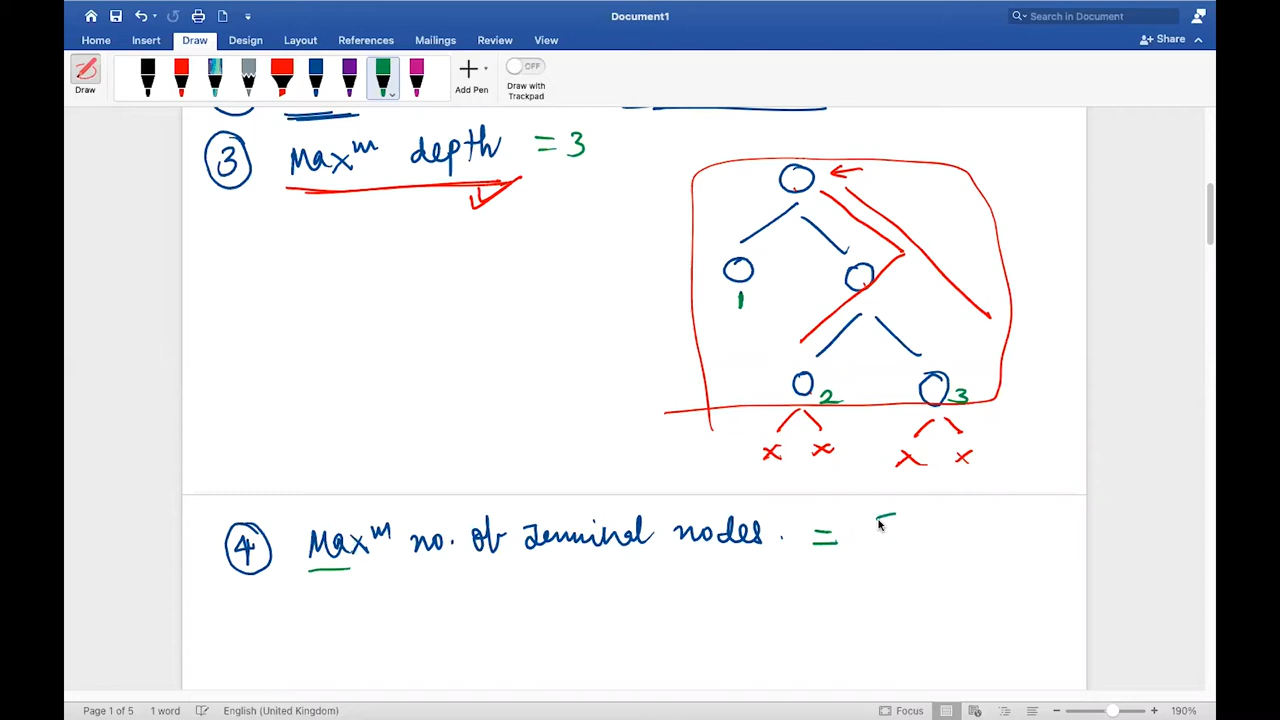 Document1
Search in Document
Home Insert Draw Design Layout References Mailings Review View
Share
Draw
Add Pen
OFF
Draw with Trackpad
3 Maxᵐ depth = 3
1
2 3
x x x x
4 Maxᵐ no. of Terminal nodes. =
Page 1 of 5 1 word English (United Kingdom) Focus 190%